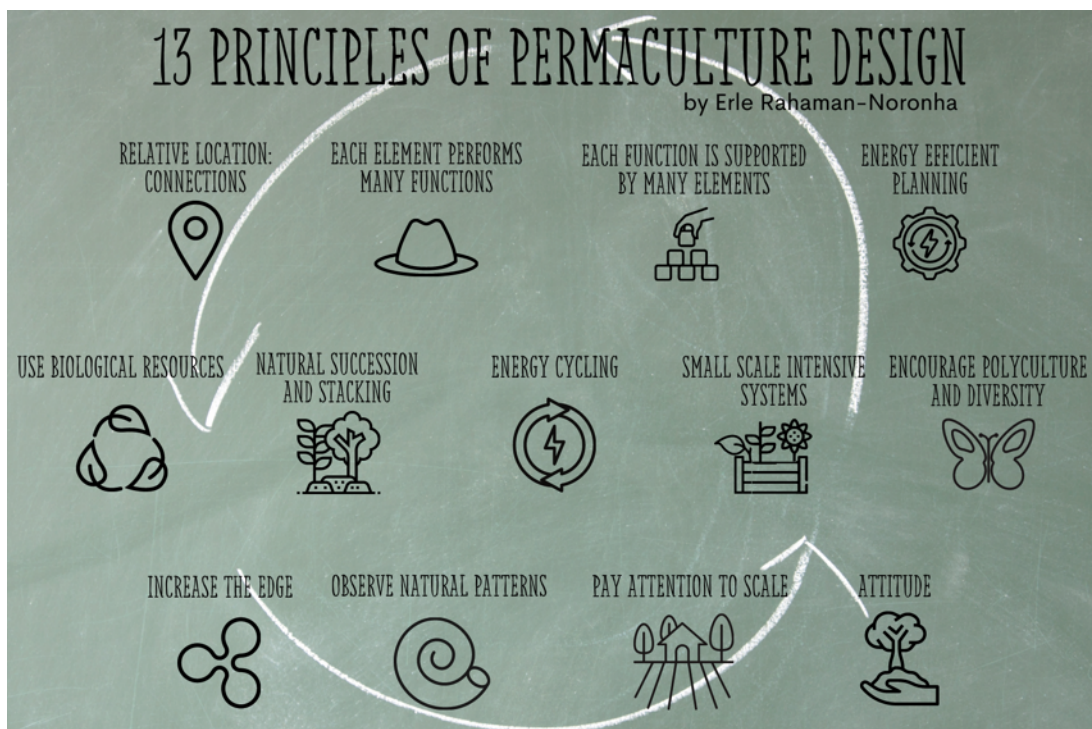 13 PRINCIPLES OF PERMACULTURE DESIGN
by Erle Rahaman-Noronha
RELATIVE LOCATION:
CONNECTIONS
EACH ELEMENT PERFORMS
MANY FUNCTIONS
EACH FUNCTION IS SUPPORTED
BY MANY ELEMENTS
ENERGY EFFICIENT
PLANNING
USE BIOLOGICAL RESOURCES
NATURAL SUCCESSION
AND STACKING
ENERGY CYCLING
SMALL SCALE INTENSIVE
SYSTEMS
ENCOURAGE POLYCULTURE
AND DIVERSITY
INCREASE THE EDGE
OBSERVE NATURAL PATTERNS
PAY ATTENTION TO SCALE
ATTITUDE